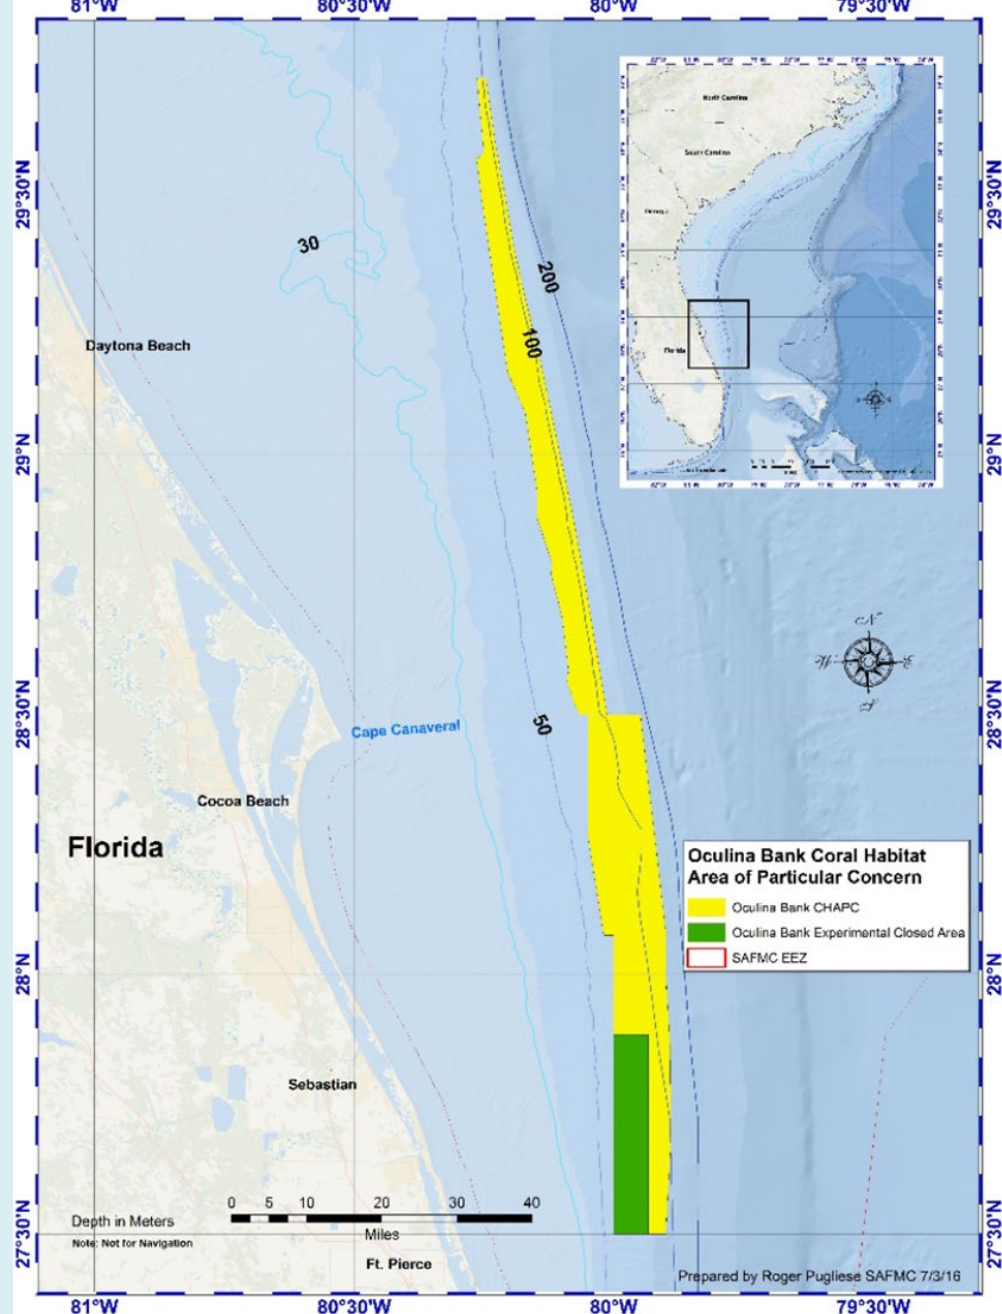 81°W 80°30'W 80°W 79°30'W
29°30'N
29°30'N
North Carolina
South Carolina
Georgia
Florida
30
200
100
Daytona Beach
29°N
29°N
N
W E
S
28°30'N
28°30'N
50
Cape Canaveral
Cocoa Beach
Florida
Oculina Bank Coral Habitat
Area of Particular Concern
Oculina Bank CHAPC
Oculina Bank Experimental Closed Area
SAFMC EEZ
28°N
28°N
Sebastian
0 5 10 20 30 40
Miles
Depth in Meters
Note: Not for Navigation
27°30'N
27°30'N
Ft. Pierce
Prepared by Roger Pugliese SAFMC 7/3/16
81°W 80°30'W 80°W 79°30'W